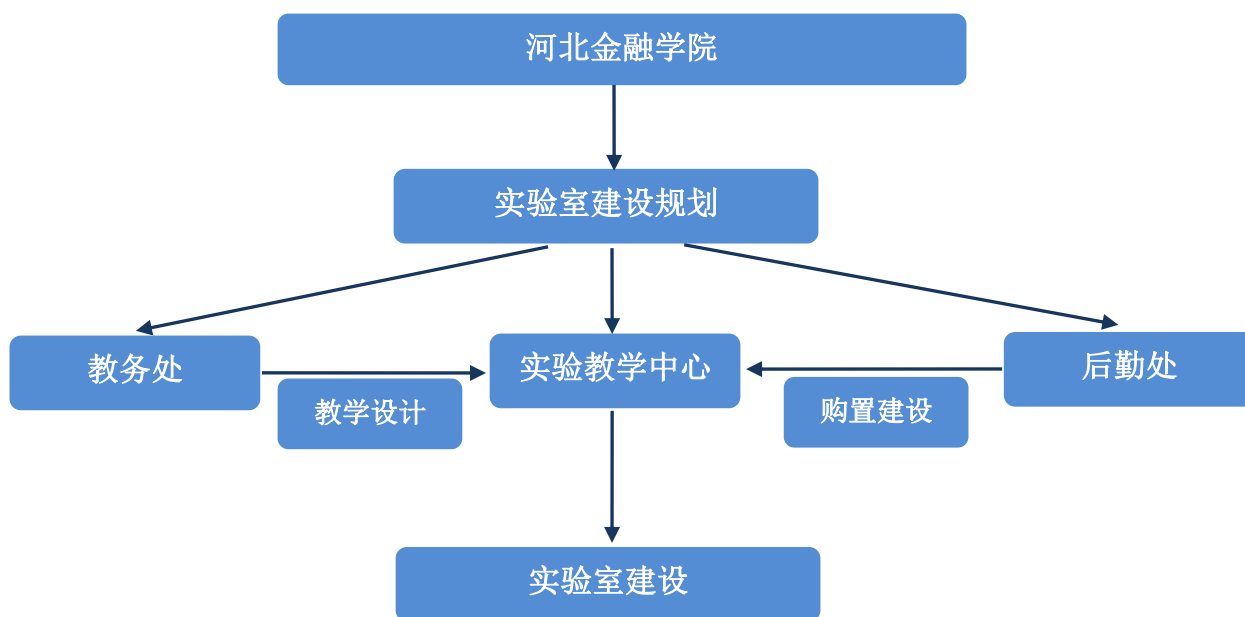 河北金融学院
实验室建设规划
教务处
实验教学中心
后勤处
教学设计
购置建设
实验室建设